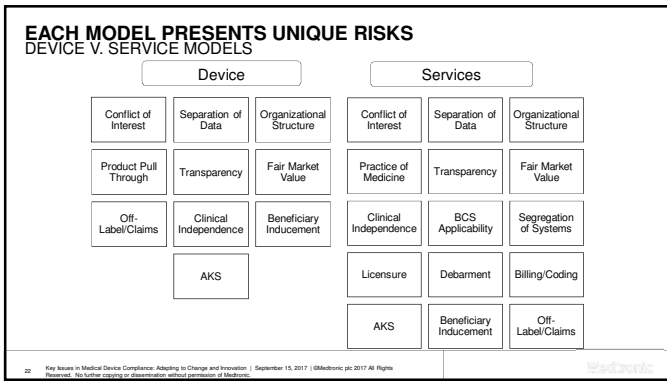 EACH MODEL PRESENTS UNIQUE RISKS
DEVICE V. SERVICE MODELS
Device
Conflict of
Interest
Separation of
Data
Organizational
Structure
Product Pull
Through
Transparency
Fair Market
Value
Off-
Label/Claims
Clinical
Independence
Beneficiary
Inducement
AKS
Services
Conflict of
Interest
Separation of
Data
Organizational
Structure
Practice of
Medicine
Transparency
Fair Market
Value
Clinical
Independence
BCS
Applicability
Segregation
of Systems
Licensure
Debarment
Billing/Coding
AKS
Beneficiary
Inducement
Off-
Label/Claims
22 Key Issues in Medical Device Compliance: Adapting to Change and Innovation | September 15, 2017 | ©Medtronic plc 2017 All Rights
Reserved. No further copying or dissemination without permission of Medtronic.
Medtronic